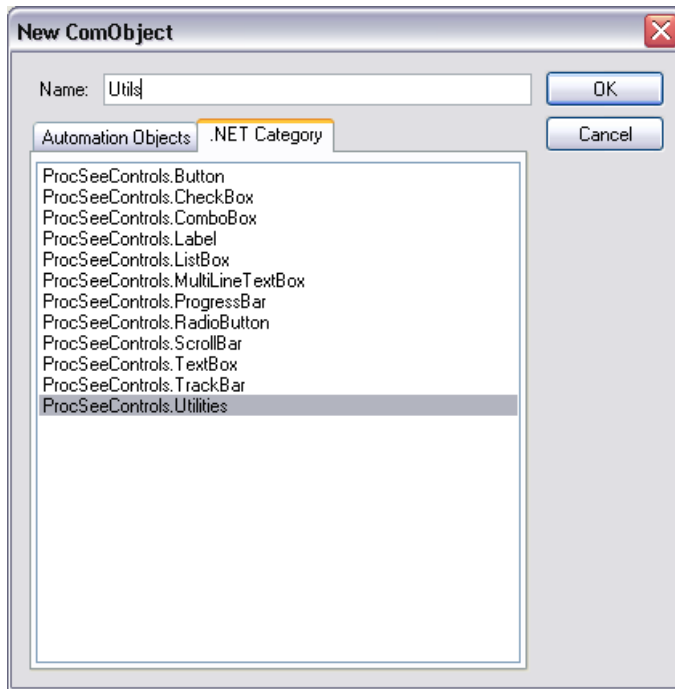 New ComObject
Name: Utils OK
Automation Objects .NET Category Cancel
ProcSeeControls.Button
ProcSeeControls.CheckBox
ProcSeeControls.ComboBox
ProcSeeControls.Label
ProcSeeControls.ListBox
ProcSeeControls.MultiLineTextBox
ProcSeeControls.ProgressBar
ProcSeeControls.RadioButton
ProcSeeControls.ScrollBar
ProcSeeControls.TextBox
ProcSeeControls.TrackBar
ProcSeeControls.Utilities